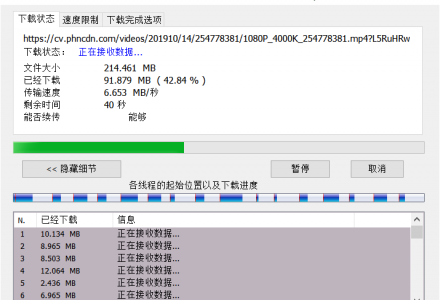 下载状态 速度限制 下载完成选项
https://cv.phncdn.com/videos/201910/14/254778381/1080P_4000K_254778381.mp4?L5RuHRw
下载状态： 正在接收数据...
文件大小 214.461 MB
已经下载 91.879 MB ( 42.84 % )
传输速度 6.653 MB/秒
剩余时间 40 秒
能否续传 能够
<< 隐藏细节 暂停 取消
各线程的起始位置以及下载进度
N. 已经下载 信息
1 10.134 MB 正在接收数据...
2 8.965 MB 正在接收数据...
3 8.503 MB 正在接收数据...
4 12.064 MB 正在接收数据...
5 2.436 MB 正在接收数据...
6 6.965 MB 正在接收数据...